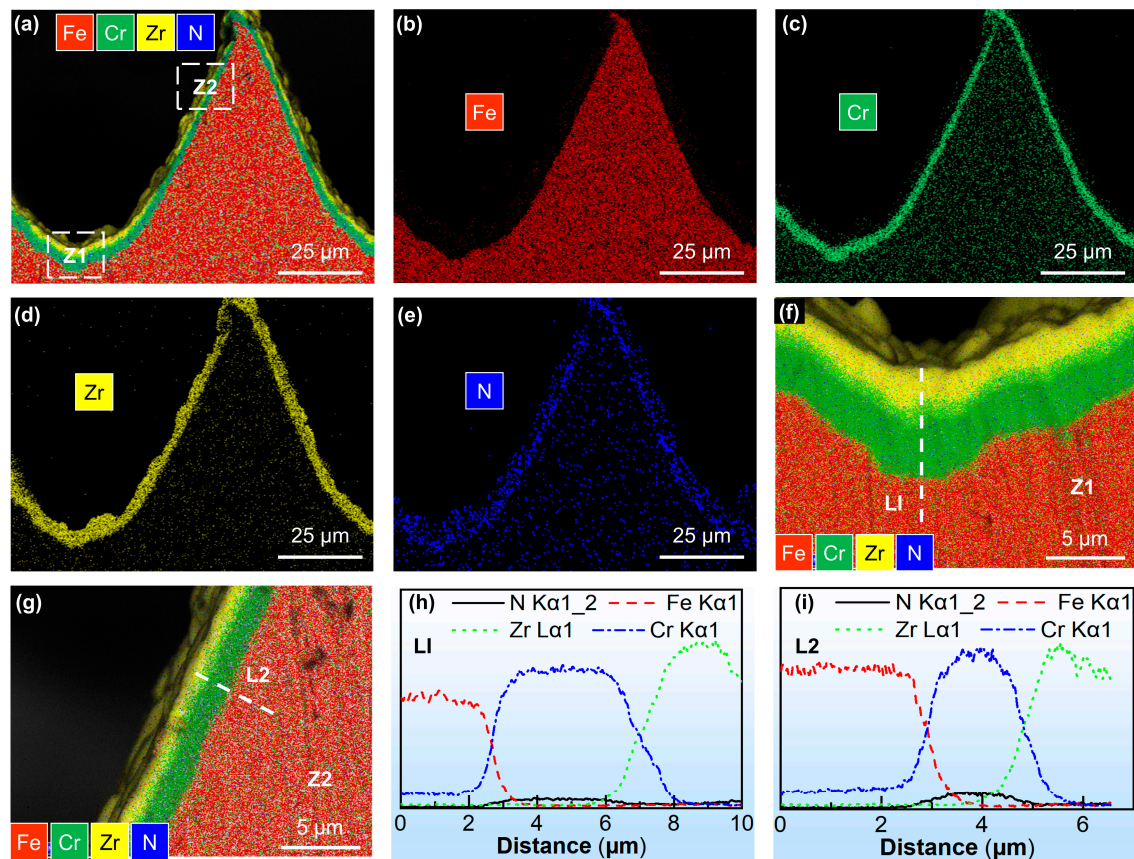 (a) Fe Cr Zr N
Z2
Z1
25 μm
(b)
Fe
25 μm
(c)
Cr
25 μm
(d)
Zr
25 μm
(e)
N
25 μm
(f)
LI
Z1
Fe Cr Zr N
5 μm
(g)
L2
Z2
Fe Cr Zr N
5 μm
(h) N Kα1_2 Fe Kα1
Zr Lα1 Cr Kα1
LI
0 2 4 6 8 10
Distance (μm)
(i) N Kα1_2 Fe Kα1
Zr Lα1 Cr Kα1
L2
0 2 4 6
Distance (μm)